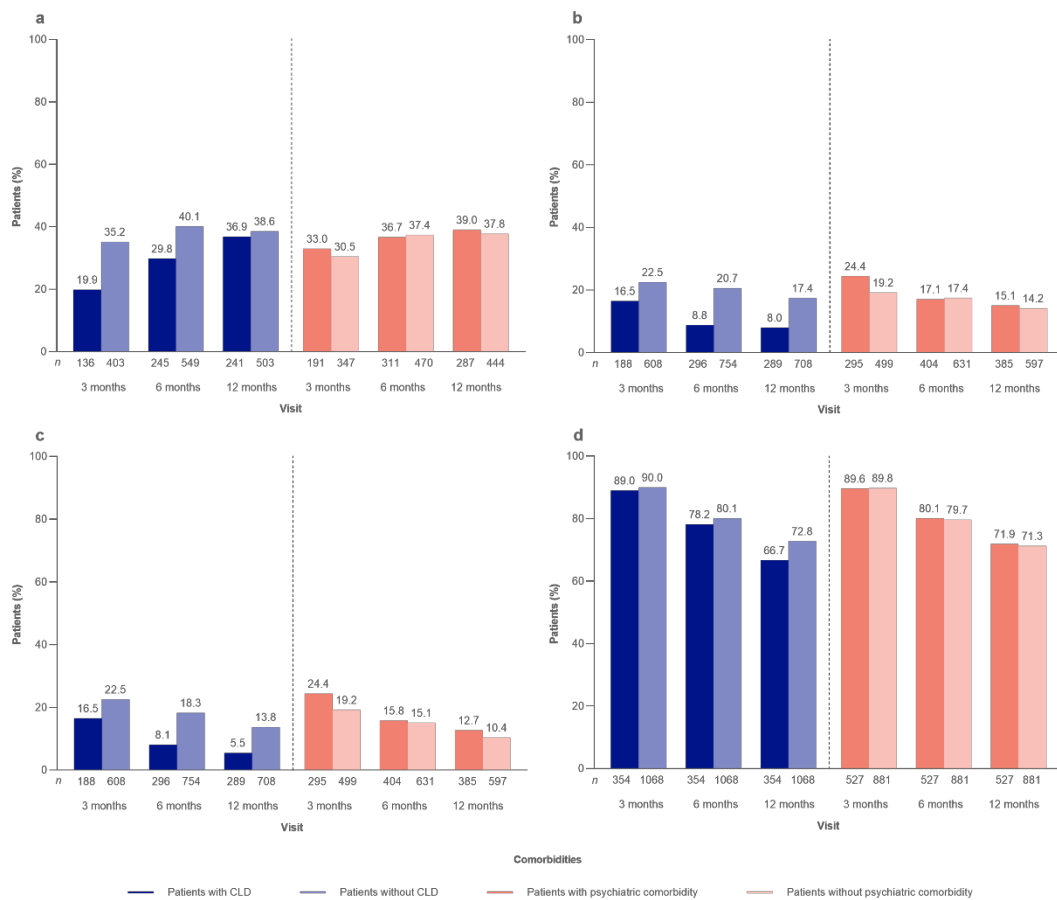 a
100
80
60
40
20
0
Patients (%)
19.9 35.2 29.8 40.1 36.9 38.6 33.0 30.5 36.7 37.4 39.0 37.8
n 136 403 245 549 241 503 191 347 311 470 287 444
3 months 6 months 12 months 3 months 6 months 12 months
Visit
b
100
80
60
40
20
0
Patients (%)
16.5 22.5 8.8 20.7 8.0 17.4 24.4 19.2 17.1 17.4 15.1 14.2
n 188 608 296 754 289 708 295 499 404 631 385 597
3 months 6 months 12 months 3 months 6 months 12 months
Visit
c
100
80
60
40
20
0
Patients (%)
16.5 22.5 8.1 18.3 5.5 13.8 24.4 19.2 15.8 15.1 12.7 10.4
n 188 608 296 754 289 708 295 499 404 631 385 597
3 months 6 months 12 months 3 months 6 months 12 months
Visit
d
100
80
60
40
20
0
Patients (%)
89.0 90.0 78.2 80.1 66.7 72.8 89.6 89.8 80.1 79.7 71.9 71.3
n 354 1068 354 1068 354 1068 527 881 527 881 527 881
3 months 6 months 12 months 3 months 6 months 12 months
Visit
Comorbidities
Patients with CLD Patients without CLD Patients with psychiatric comorbidity Patients without psychiatric comorbidity